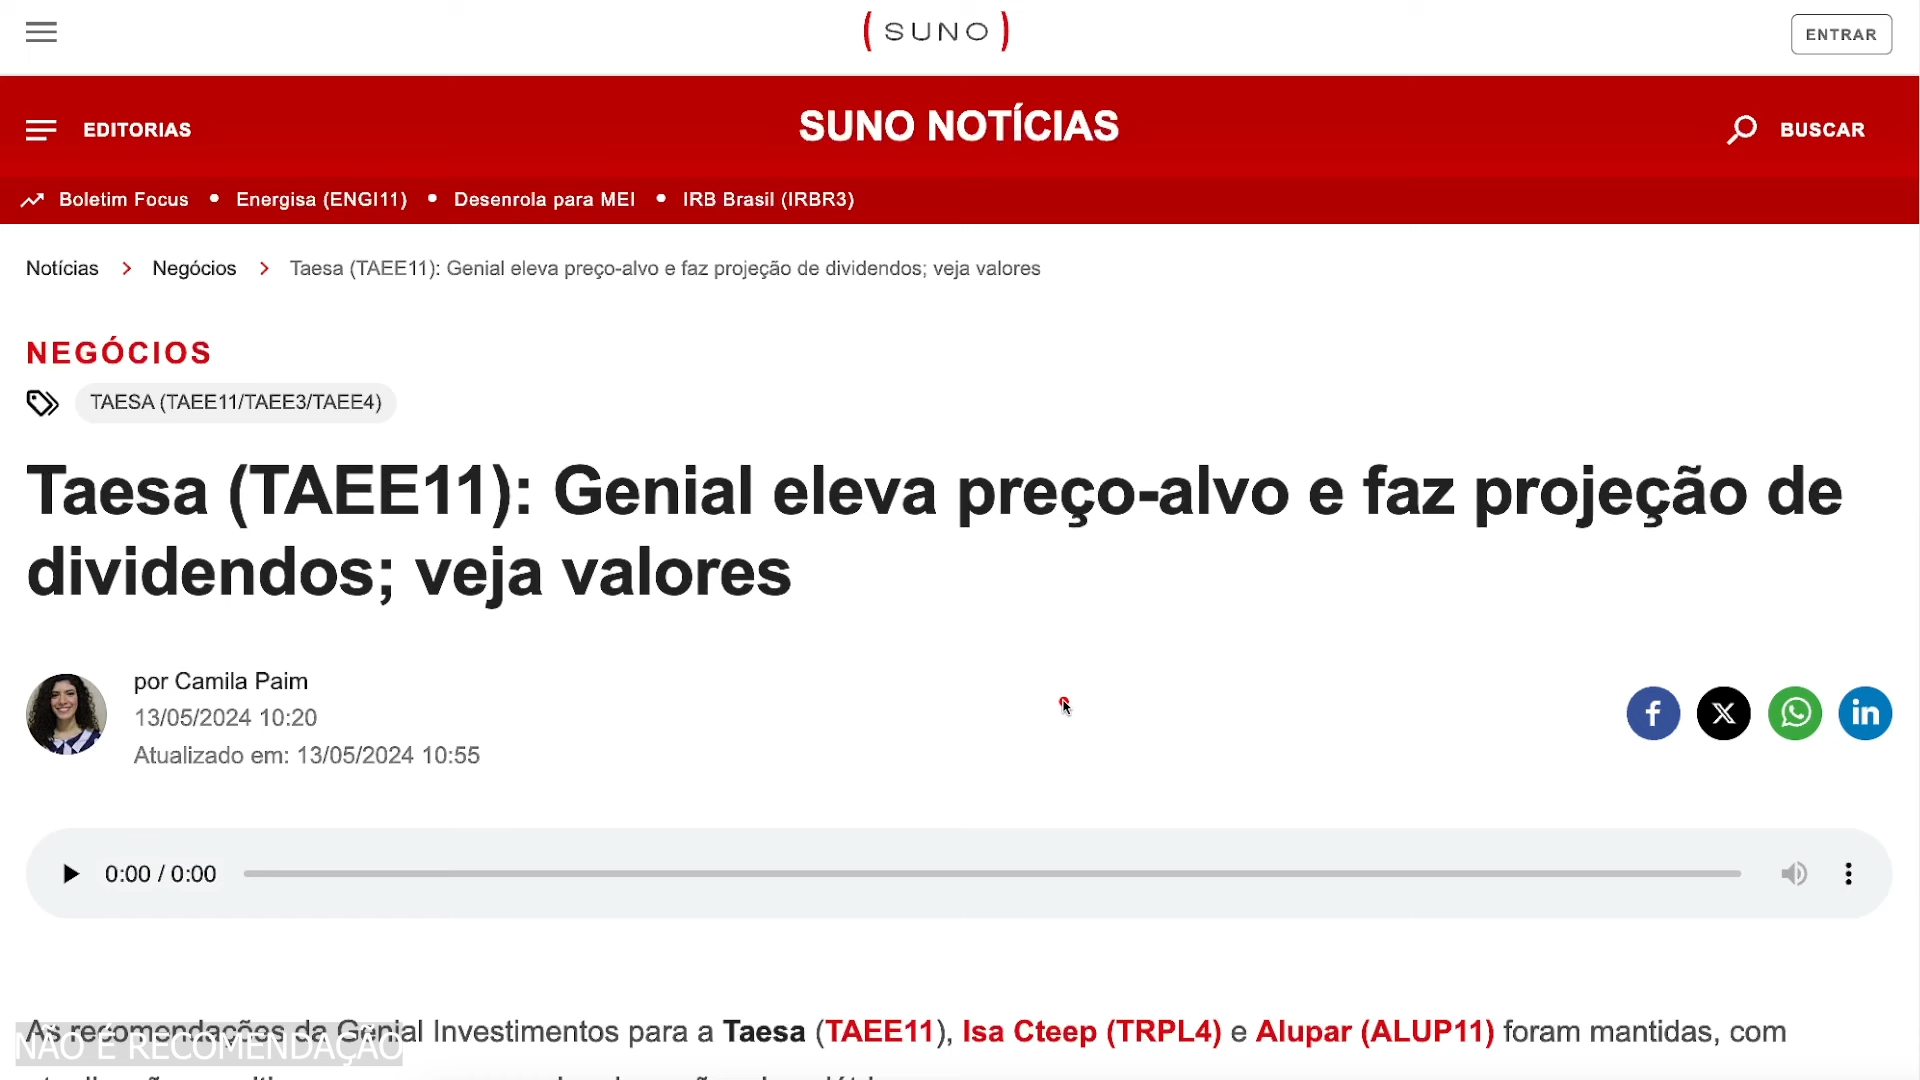 SUNO
ENTRAR
EDITORIAS
SUNO NOTÍCIAS
BUSCAR
Boletim Focus • Energisa (ENGI11) • Desenrola para MEI • IRB Brasil (IRBR3)
Notícias > Negócios > Taesa (TAEE11): Genial eleva preço-alvo e faz projeção de dividendos; veja valores
NEGÓCIOS
TAESA (TAEE11/TAEE3/TAEE4)
Taesa (TAEE11): Genial eleva preço-alvo e faz projeção de
dividendos; veja valores
por Camila Paim
13/05/2024 10:20
Atualizado em: 13/05/2024 10:55
0:00 / 0:00
As recomendações da Genial Investimentos para a Taesa (TAEE11), Isa Cteep (TRPL4) e Alupar (ALUP11) foram mantidas, com
NÃO É RECOMENDAÇÃO